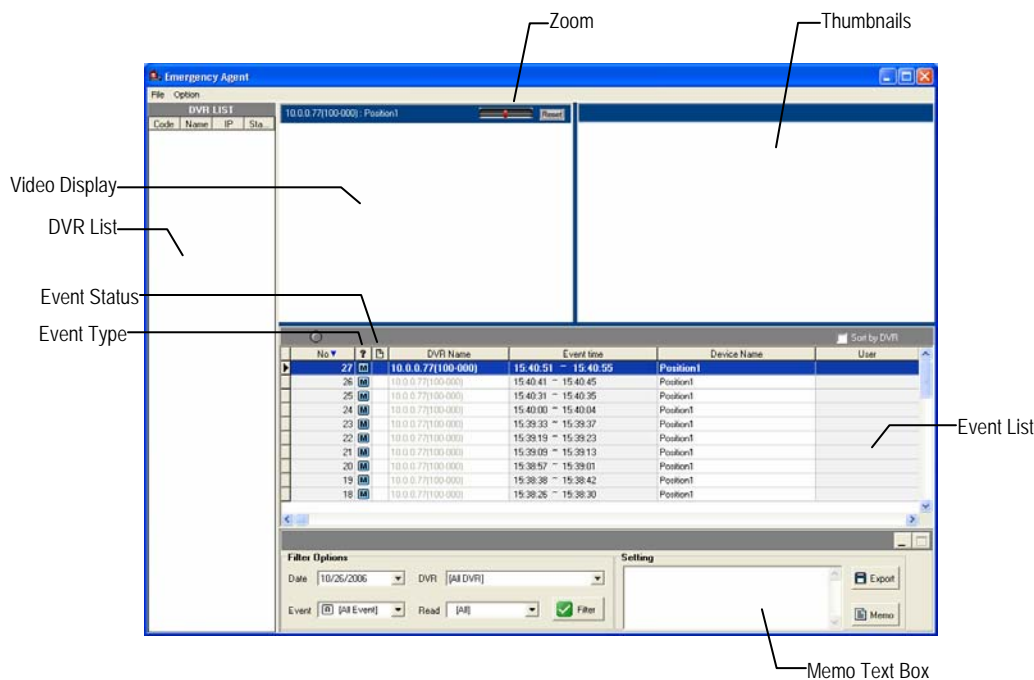 Zoom
Thumbnails
Emergency Agent
File Option
DVR LIST
Code Name IP Sta...
10.0.0.77(100-000) : Position1 Reset
Video Display
DVR List
Event Status
Event Type
Sort by DVR
No ? DVR Name Event time Device Name User
27 M 10.0.0.77(100-000) 15:40:51 ~ 15:40:55 Position1
26 M 10.0.0.77(100-000) 15:40:41 ~ 15:40:45 Position1
25 M 10.0.0.77(100-000) 15:40:31 ~ 15:40:35 Position1
24 M 10.0.0.77(100-000) 15:40:00 ~ 15:40:04 Position1
23 M 10.0.0.77(100-000) 15:39:33 ~ 15:39:37 Position1
22 M 10.0.0.77(100-000) 15:39:19 ~ 15:39:23 Position1
21 M 10.0.0.77(100-000) 15:39:09 ~ 15:39:13 Position1
20 M 10.0.0.77(100-000) 15:38:57 ~ 15:39:01 Position1
19 M 10.0.0.77(100-000) 15:38:38 ~ 15:38:42 Position1
18 M 10.0.0.77(100-000) 15:38:26 ~ 15:38:30 Position1
Event List
Filter Options
Setting
Date 10/26/2006 DVR [All DVR]
Export
Event [All Event] Read [All] Filter
Memo
Memo Text Box